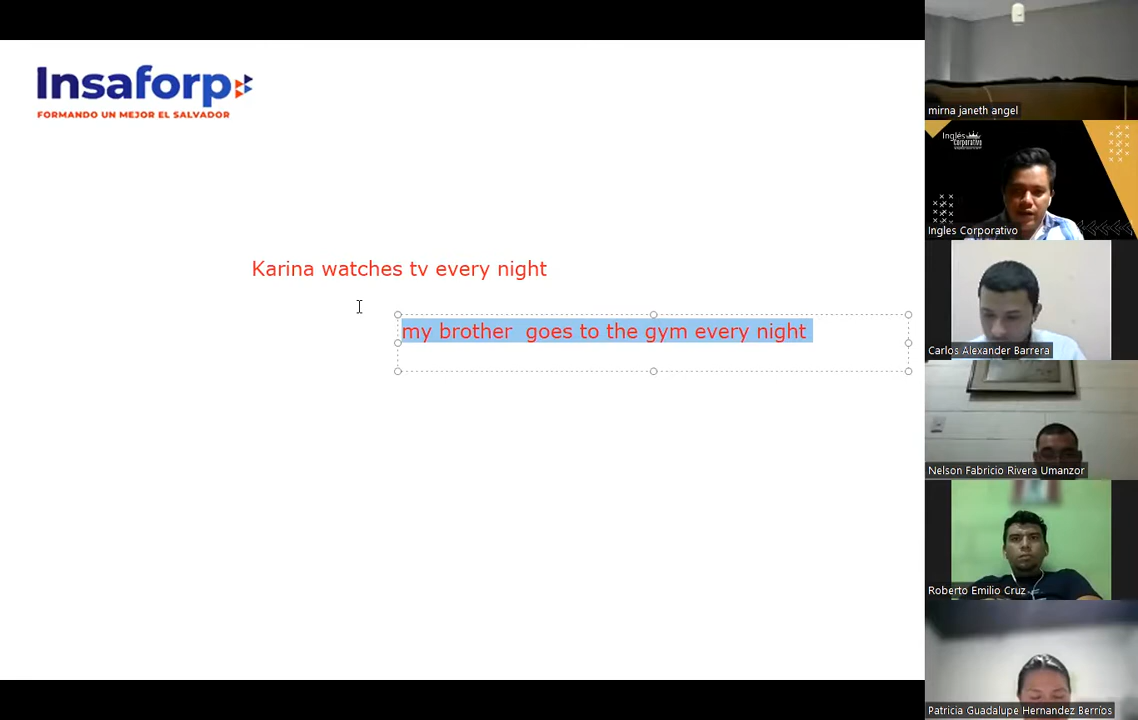 Insaforp
FORMANDO UN MEJOR EL SALVADOR
Karina watches tv every night
my brother  goes to the gym every night
mirna janeth angel
Inglés
corporativo
Ingles Corporativo
Carlos Alexander Barrera
Nelson Fabricio Rivera Umanzor
Roberto Emilio Cruz
Patricia Guadalupe Hernandez Berrios